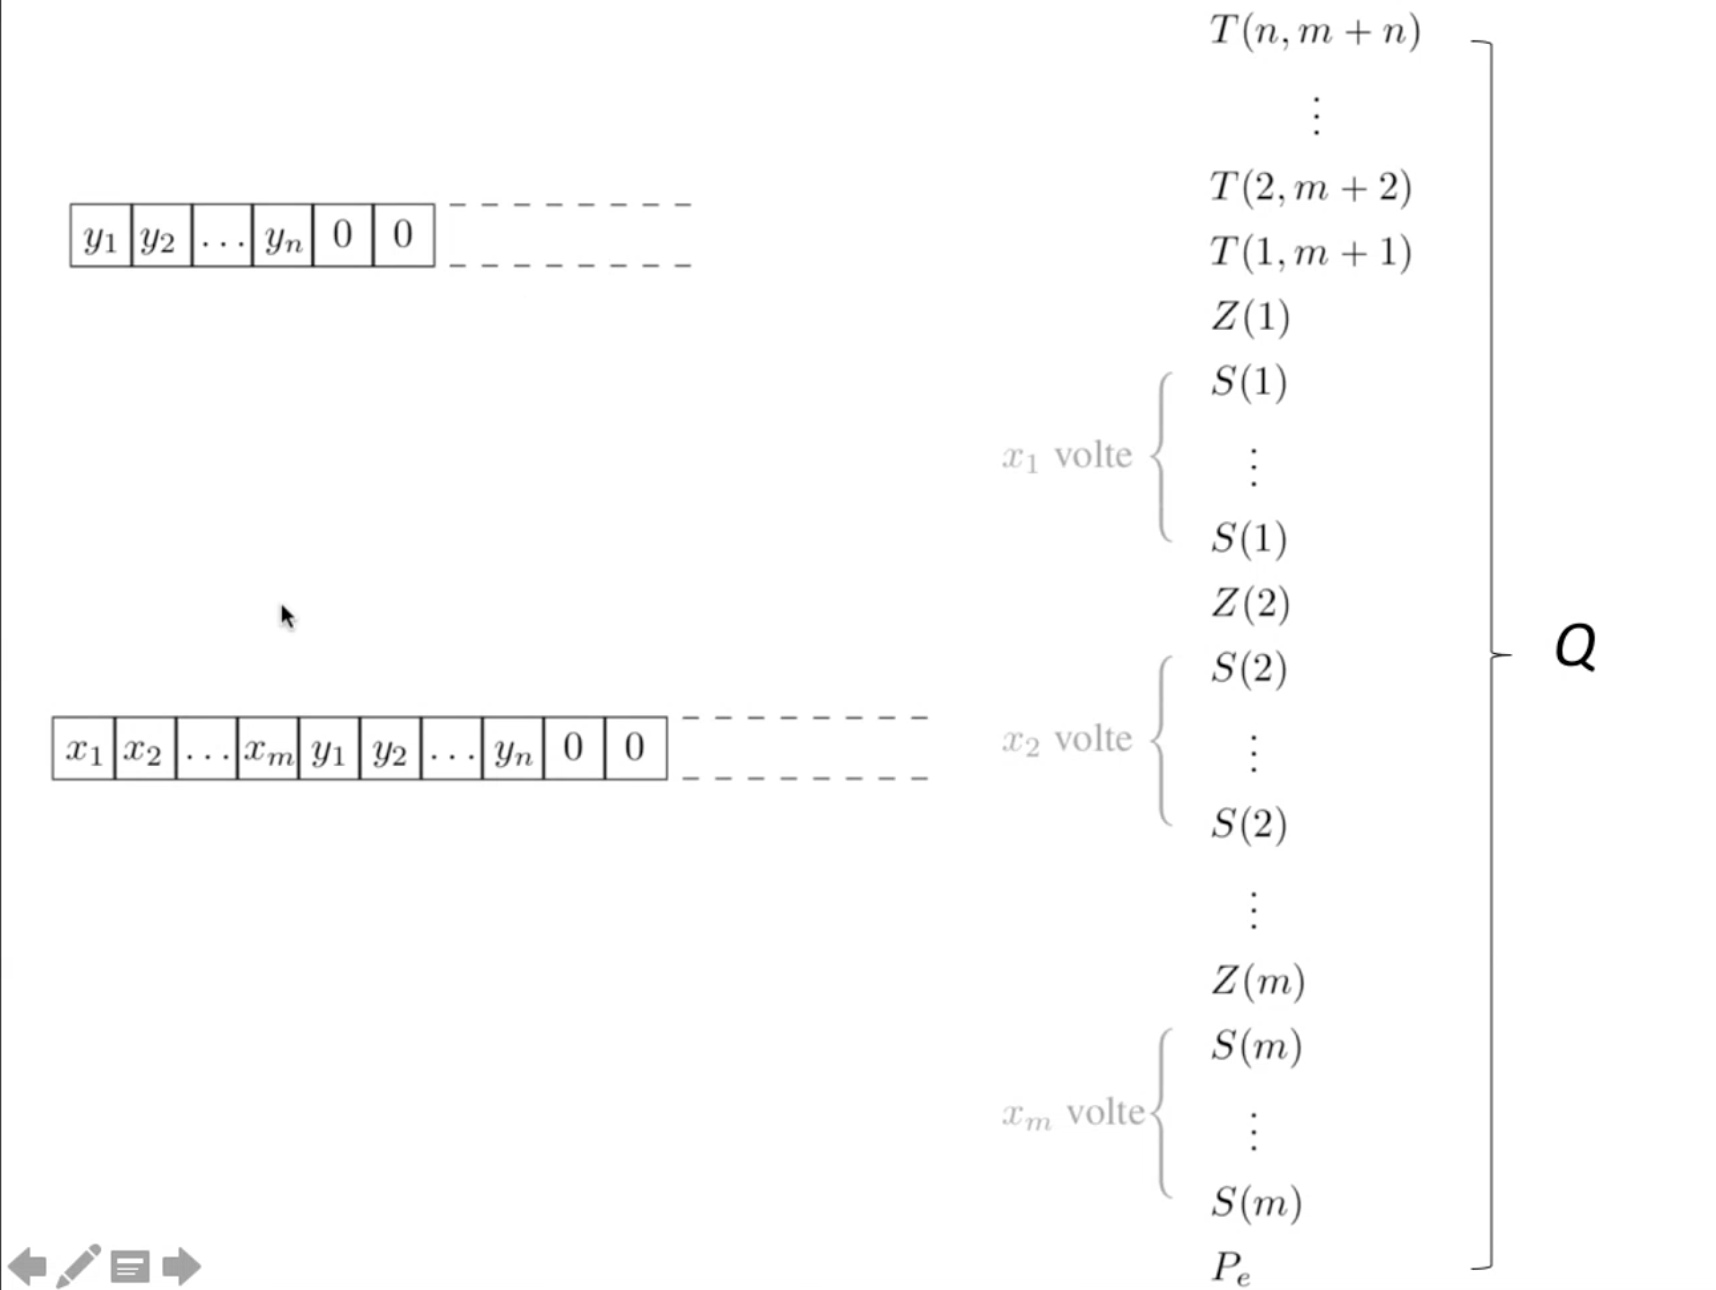 T(n, m + n)
⋮
T(2, m + 2)
y₁ y₂ ... yₙ 0 0
T(1, m + 1)
Z(1)
S(1)
x₁ volte
⋮
S(1)
Z(2)
Q
S(2)
x₁ x₂ ... xₘ y₁ y₂ ... yₙ 0 0
x₂ volte
⋮
S(2)
⋮
Z(m)
S(m)
xₘ volte
⋮
S(m)
Pₑ